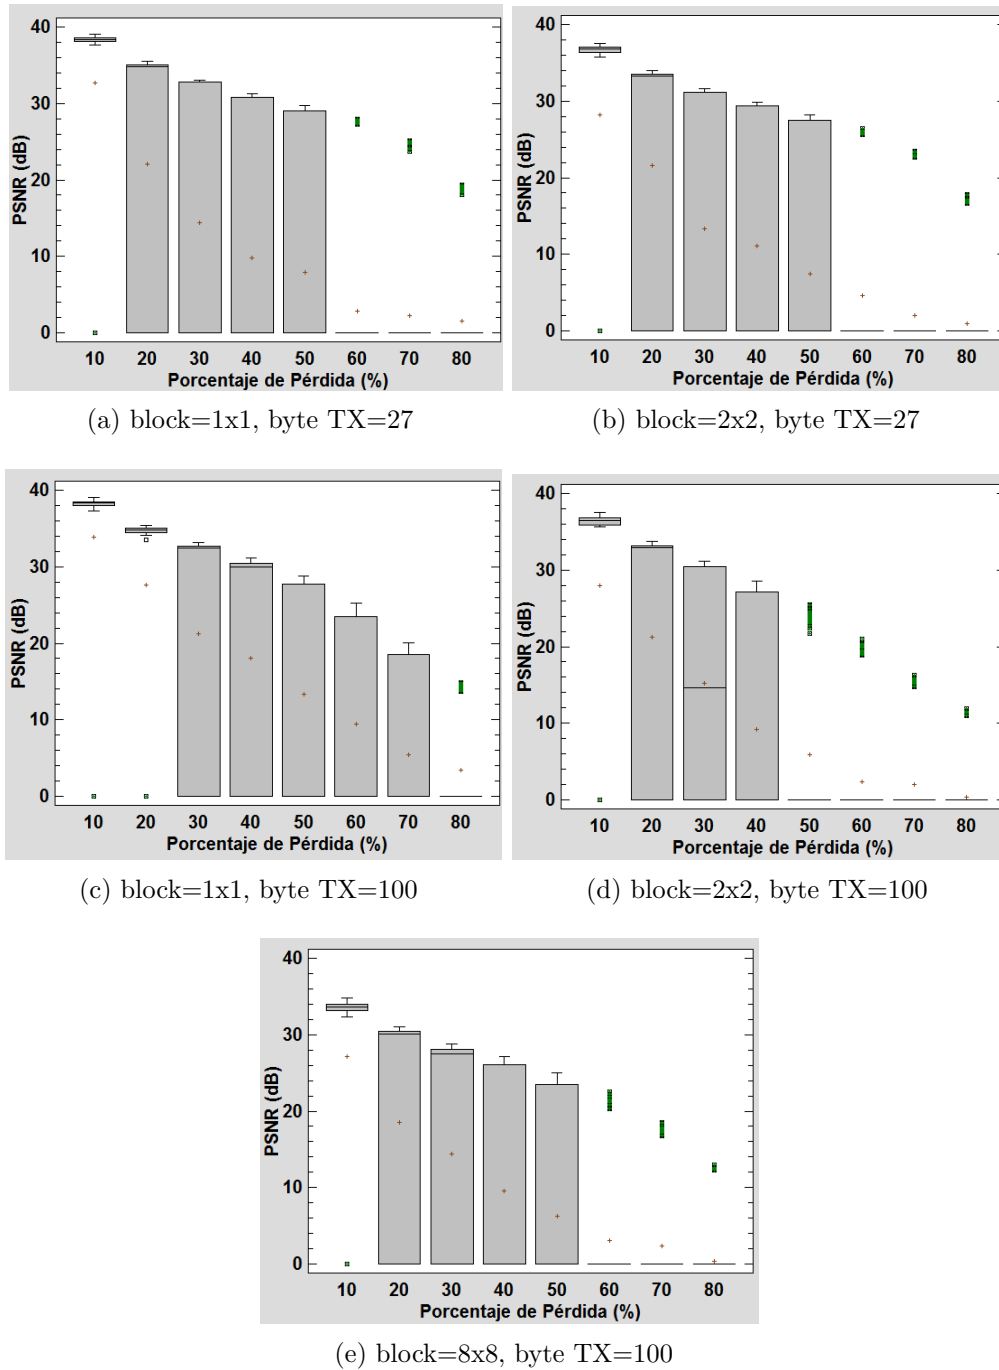 40
30
20
10
0
PSNR (dB)
10 20 30 40 50 60 70 80
Porcentaje de Pérdida (%)
(a) block=1x1, byte TX=27
40
30
20
10
0
PSNR (dB)
10 20 30 40 50 60 70 80
Porcentaje de Pérdida (%)
(b) block=2x2, byte TX=27
40
30
20
10
0
PSNR (dB)
10 20 30 40 50 60 70 80
Porcentaje de Pérdida (%)
(c) block=1x1, byte TX=100
40
30
20
10
0
PSNR (dB)
10 20 30 40 50 60 70 80
Porcentaje de Pérdida (%)
(d) block=2x2, byte TX=100
40
30
20
10
0
PSNR (dB)
10 20 30 40 50 60 70 80
Porcentaje de Pérdida (%)
(e) block=8x8, byte TX=100